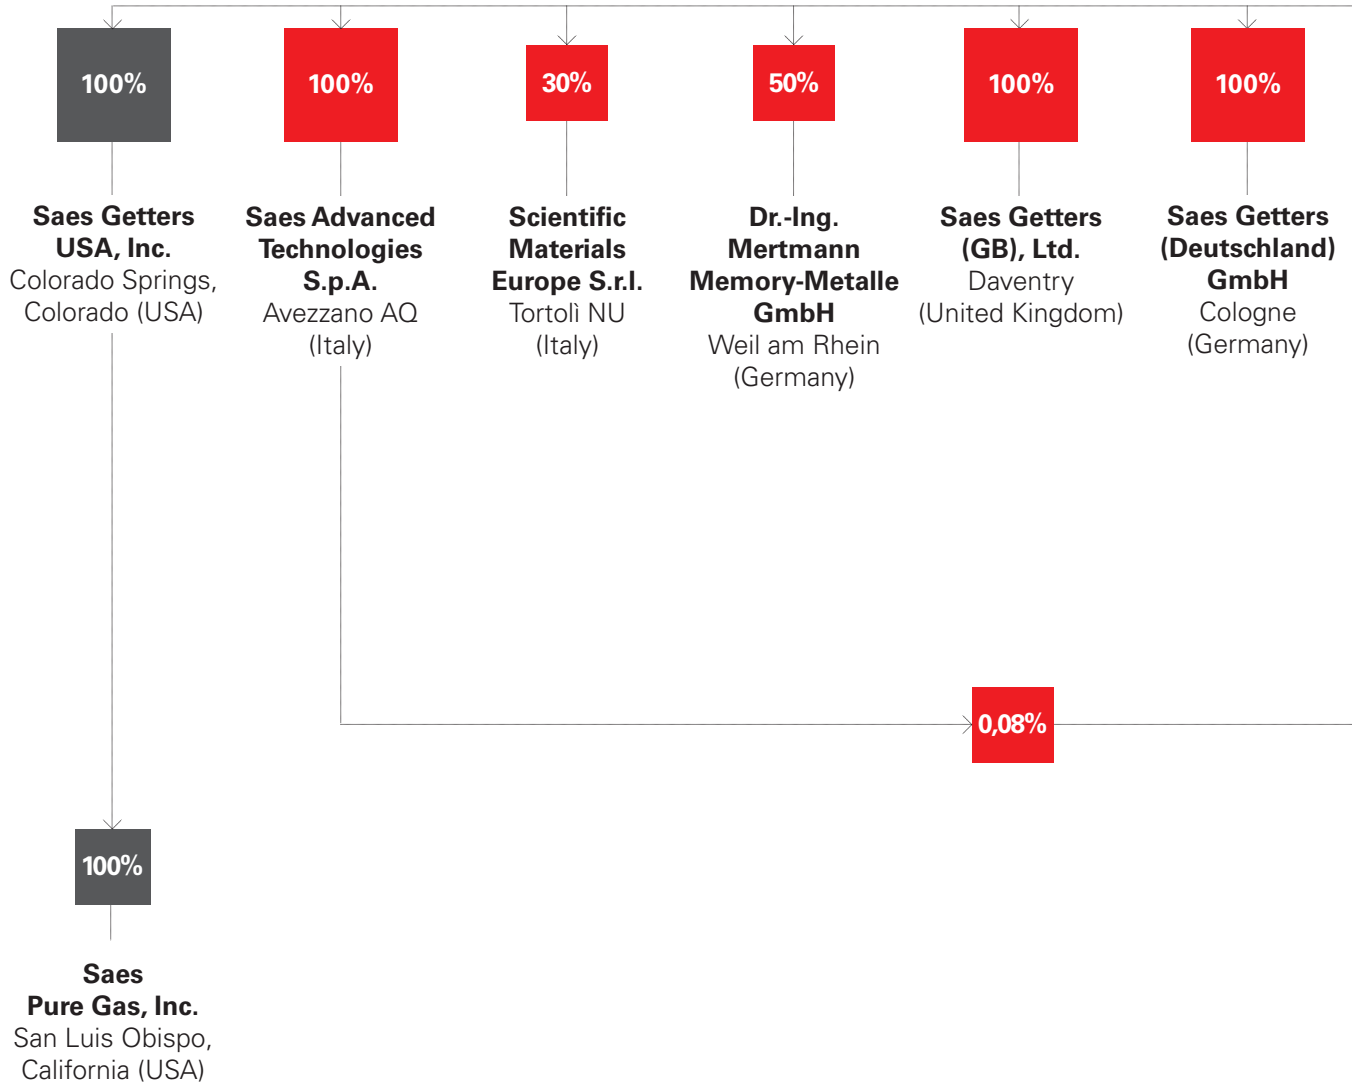 100%
Saes Getters
USA, Inc.
Colorado Springs,
Colorado (USA)
100%
Saes Advanced
Technologies
S.p.A.
Avezzano AQ
(Italy)
30%
Scientific
Materials
Europe S.r.l.
Tortolì NU
(Italy)
50%
Dr.-Ing.
Mertmann
Memory-Metalle
GmbH
Weil am Rhein
(Germany)
100%
Saes Getters
(GB), Ltd.
Daventry
(United Kingdom)
100%
Saes Getters
(Deutschland)
GmbH
Cologne
(Germany)
0,08%
100%
Saes
Pure Gas, Inc.
San Luis Obispo,
California (USA)